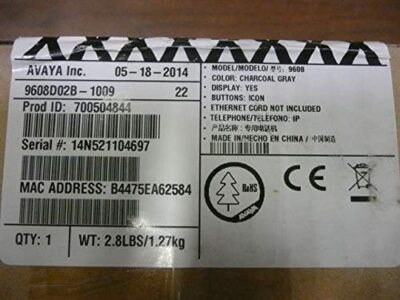 AVAYA Inc. 05-18-2014
9608D02B-1009 22
Prod ID: 700504844
Serial #: 14N521104697
MAC ADDRESS: B4475EA62584
QTY: 1 WT: 2.8LBS/1.27kg
MODEL/MODELO/型号: 9608
COLOR: CHARCOAL GRAY
DISPLAY: YES
BUTTONS: ICON
ETHERNET CORD NOT INCLUDED
TELEPHONE/TELEFONO: IP
产品名称: 专用电话机
MADE IN/HECHO EN CHINA/中国制造
RoHS
AVAYA
CE